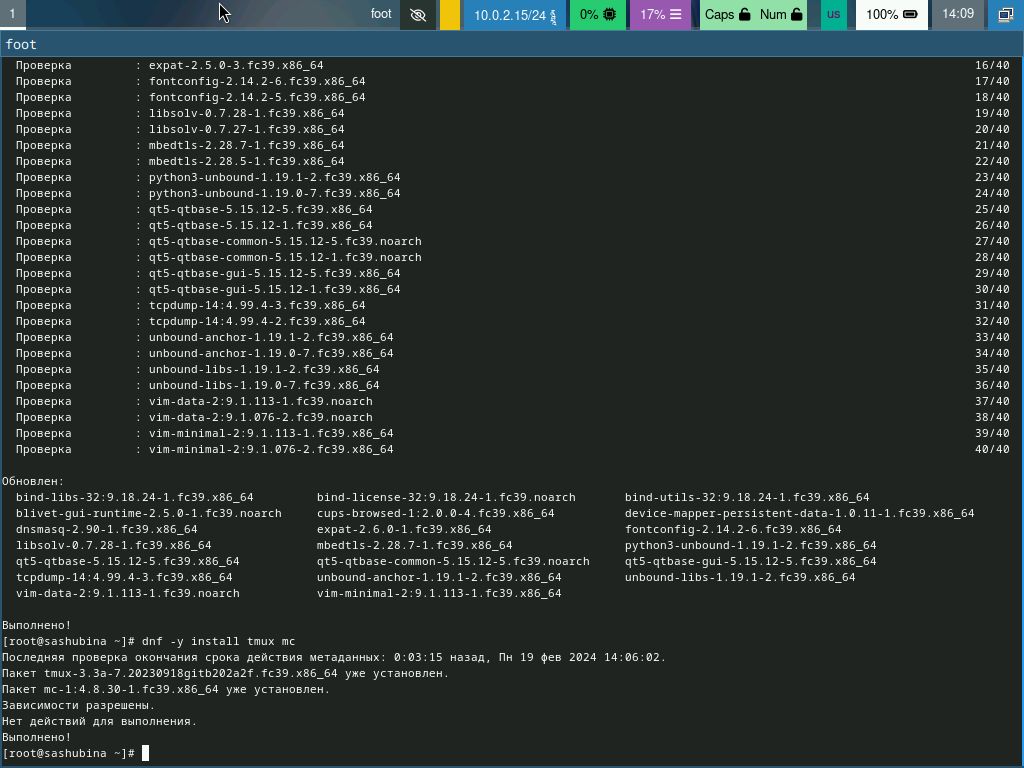 1 foot 10.0.2.15/24 0% 17% Caps Num us 100% 14:09
foot
Проверка : expat-2.5.0-3.fc39.x86_64 16/40
Проверка : fontconfig-2.14.2-6.fc39.x86_64 17/40
Проверка : fontconfig-2.14.2-5.fc39.x86_64 18/40
Проверка : libsolv-0.7.28-1.fc39.x86_64 19/40
Проверка : libsolv-0.7.27-1.fc39.x86_64 20/40
Проверка : mbedtls-2.28.7-1.fc39.x86_64 21/40
Проверка : mbedtls-2.28.5-1.fc39.x86_64 22/40
Проверка : python3-unbound-1.19.1-2.fc39.x86_64 23/40
Проверка : python3-unbound-1.19.0-7.fc39.x86_64 24/40
Проверка : qt5-qtbase-5.15.12-5.fc39.x86_64 25/40
Проверка : qt5-qtbase-5.15.12-1.fc39.x86_64 26/40
Проверка : qt5-qtbase-common-5.15.12-5.fc39.noarch 27/40
Проверка : qt5-qtbase-common-5.15.12-1.fc39.noarch 28/40
Проверка : qt5-qtbase-gui-5.15.12-5.fc39.x86_64 29/40
Проверка : qt5-qtbase-gui-5.15.12-1.fc39.x86_64 30/40
Проверка : tcpdump-14:4.99.4-3.fc39.x86_64 31/40
Проверка : tcpdump-14:4.99.4-2.fc39.x86_64 32/40
Проверка : unbound-anchor-1.19.1-2.fc39.x86_64 33/40
Проверка : unbound-anchor-1.19.0-7.fc39.x86_64 34/40
Проверка : unbound-libs-1.19.1-2.fc39.x86_64 35/40
Проверка : unbound-libs-1.19.0-7.fc39.x86_64 36/40
Проверка : vim-data-2:9.1.113-1.fc39.noarch 37/40
Проверка : vim-data-2:9.1.076-2.fc39.noarch 38/40
Проверка : vim-minimal-2:9.1.113-1.fc39.x86_64 39/40
Проверка : vim-minimal-2:9.1.076-2.fc39.x86_64 40/40
Обновлен:
bind-libs-32:9.18.24-1.fc39.x86_64 bind-license-32:9.18.24-1.fc39.noarch bind-utils-32:9.18.24-1.fc39.x86_64
blivet-gui-runtime-2.5.0-1.fc39.noarch cups-browsed-1:2.0.0-4.fc39.x86_64 device-mapper-persistent-data-1.0.11-1.fc39.x86_64
dnsmasq-2.90-1.fc39.x86_64 expat-2.6.0-1.fc39.x86_64 fontconfig-2.14.2-6.fc39.x86_64
libsolv-0.7.28-1.fc39.x86_64 mbedtls-2.28.7-1.fc39.x86_64 python3-unbound-1.19.1-2.fc39.x86_64
qt5-qtbase-5.15.12-5.fc39.x86_64 qt5-qtbase-common-5.15.12-5.fc39.noarch qt5-qtbase-gui-5.15.12-5.fc39.x86_64
tcpdump-14:4.99.4-3.fc39.x86_64 unbound-anchor-1.19.1-2.fc39.x86_64 unbound-libs-1.19.1-2.fc39.x86_64
vim-data-2:9.1.113-1.fc39.noarch vim-minimal-2:9.1.113-1.fc39.x86_64
Выполнено!
[root@sashubina ~]# dnf -y install tmux mc
Последняя проверка окончания срока действия метаданных: 0:03:15 назад, Пн 19 фев 2024 14:06:02.
Пакет tmux-3.3a-7.20230918gitb202a2f.fc39.x86_64 уже установлен.
Пакет mc-1:4.8.30-1.fc39.x86_64 уже установлен.
Зависимости разрешены.
Нет действий для выполнения.
Выполнено!
[root@sashubina ~]#